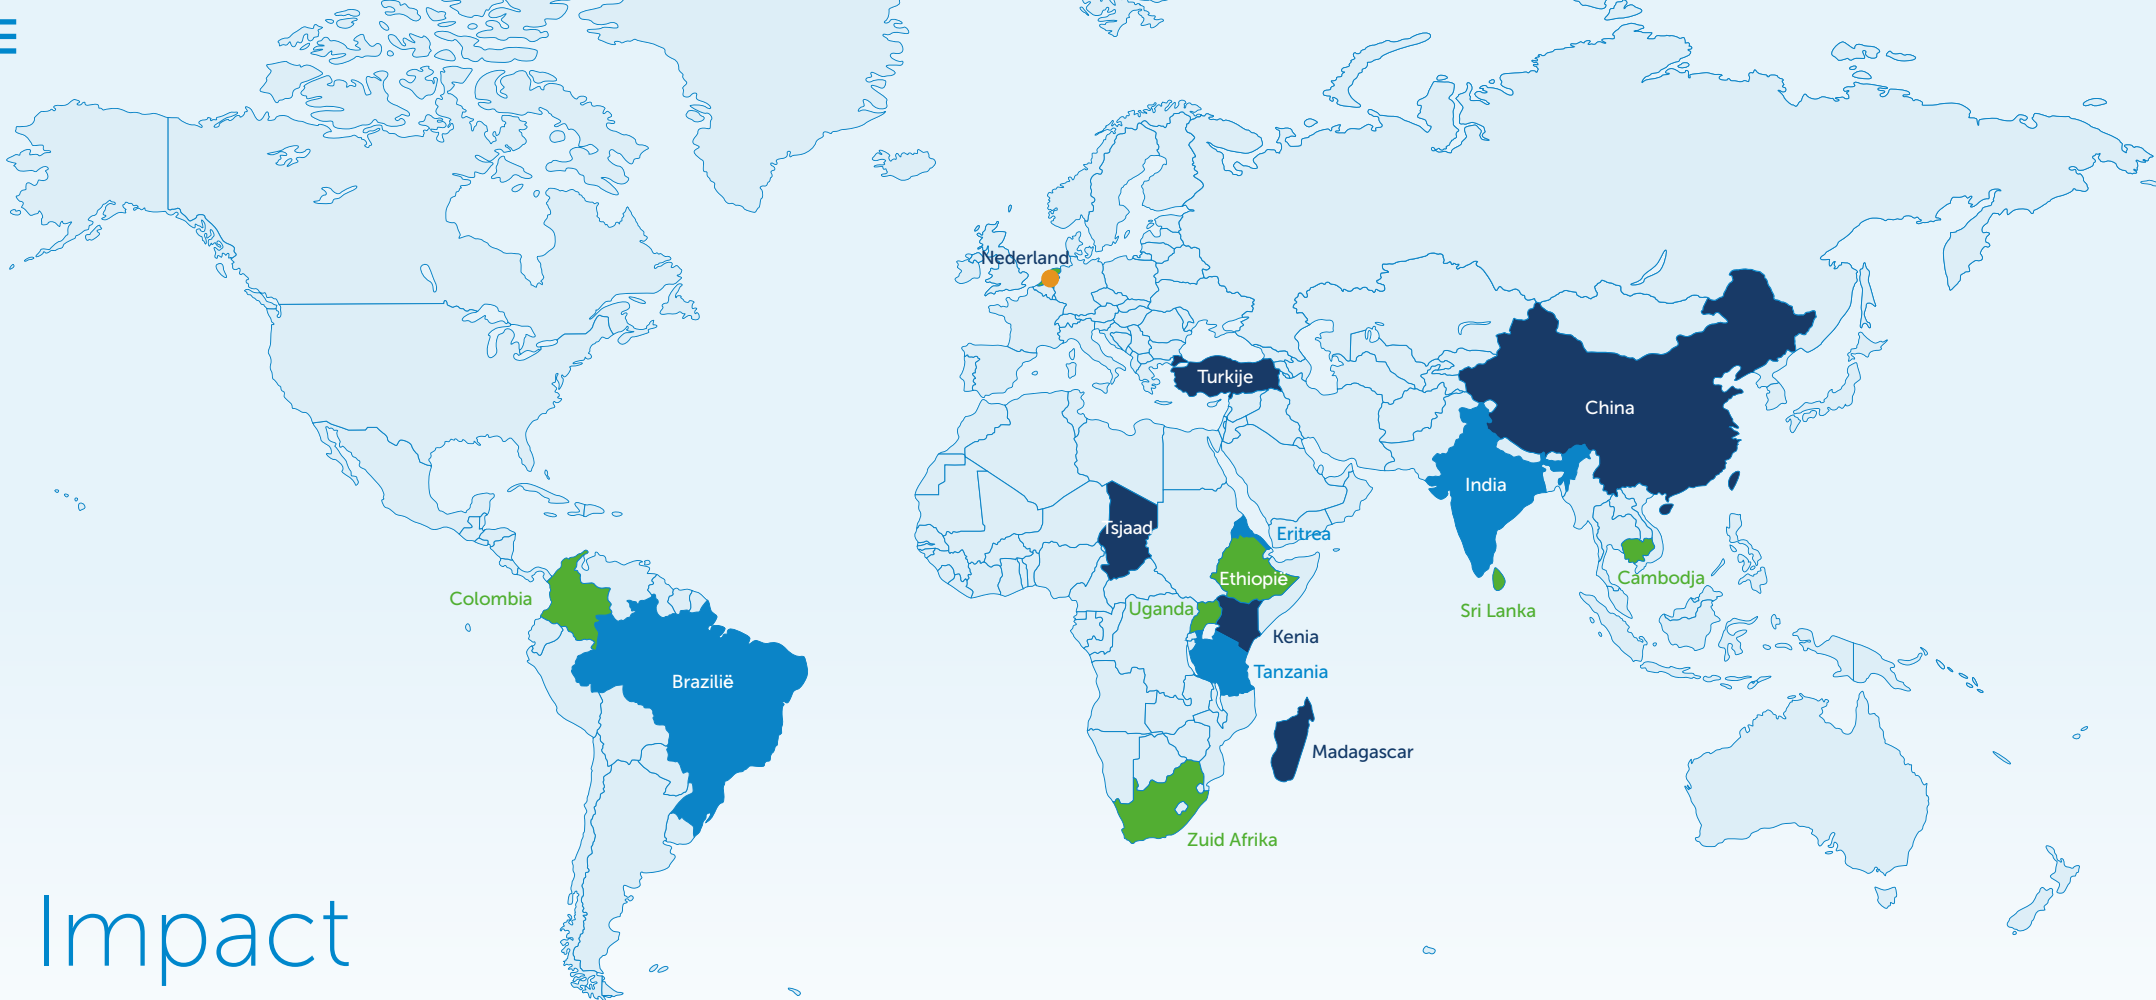 Nederland
Turkije
China
India
Tsjaad
Eritrea
Ethiopië
Cambodja
Colombia
Uganda
Sri Lanka
Kenia
Tanzania
Brazilië
Madagascar
Zuid Afrika
Impact